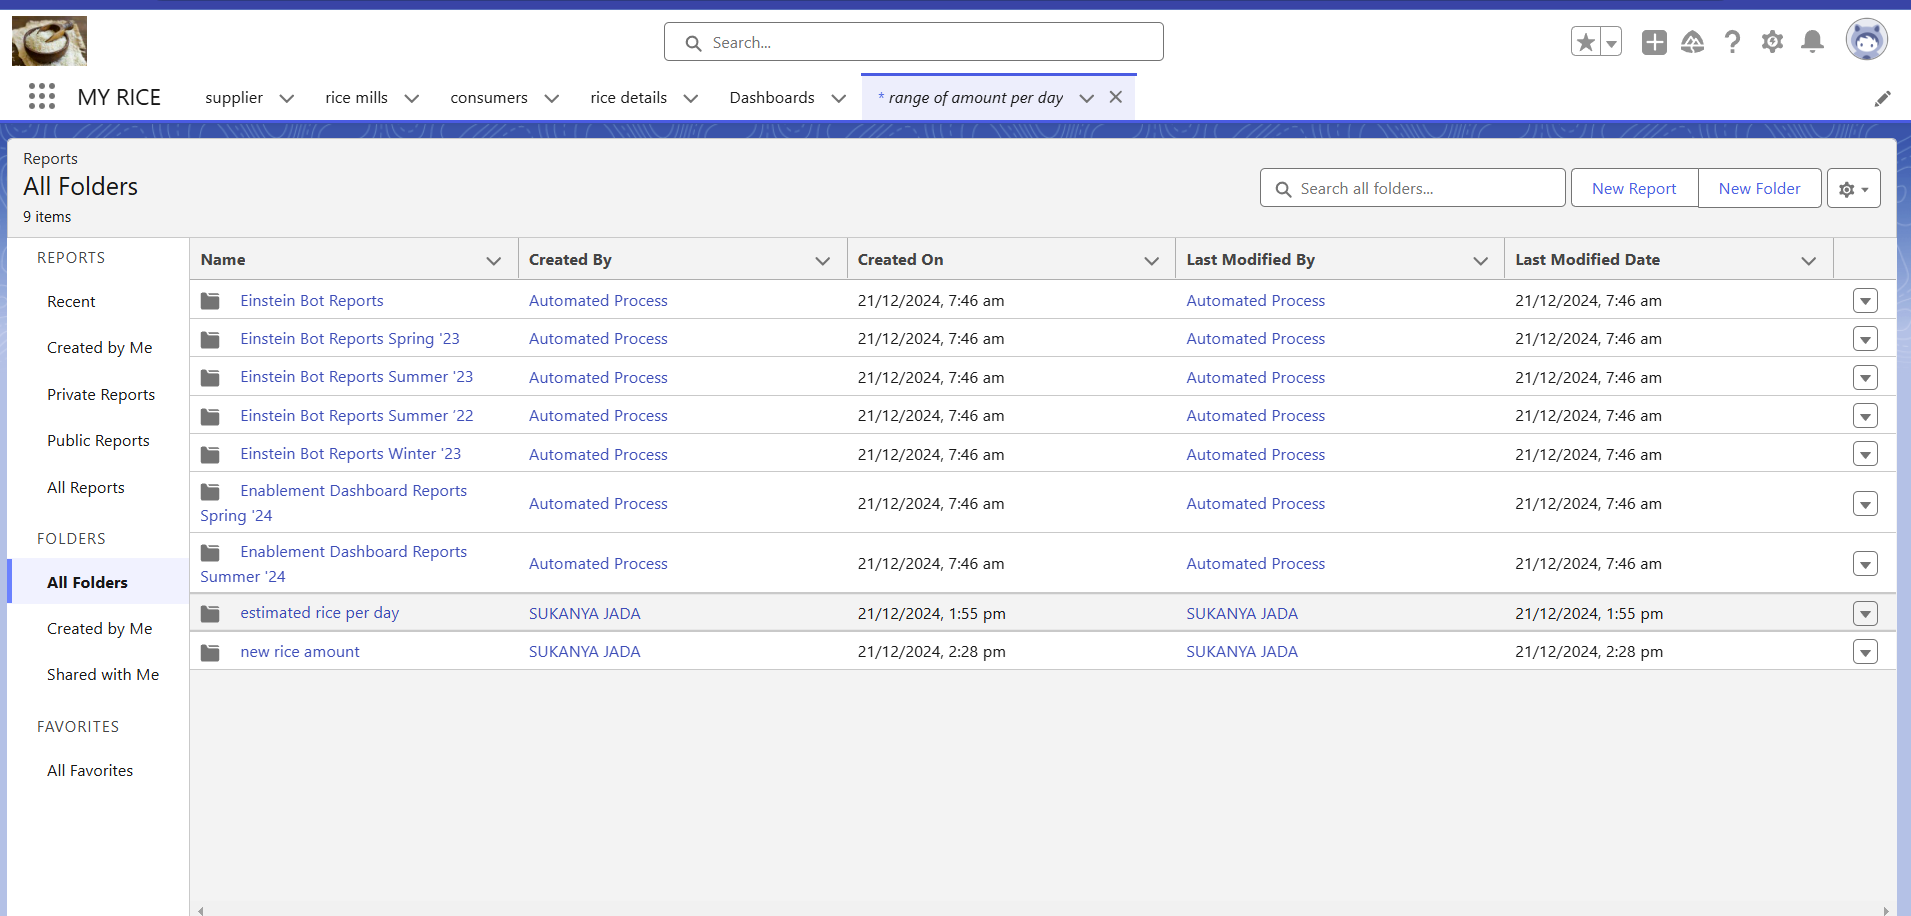 Search...
MY RICE supplier rice mills consumers rice details Dashboards * range of amount per day
Reports
All Folders
9 items
Search all folders... New Report New Folder
REPORTS
Recent
Created by Me
Private Reports
Public Reports
All Reports
FOLDERS
All Folders
Created by Me
Shared with Me
FAVORITES
All Favorites
Name Created By Created On Last Modified By Last Modified Date
Einstein Bot Reports Automated Process 21/12/2024, 7:46 am Automated Process 21/12/2024, 7:46 am
Einstein Bot Reports Spring '23 Automated Process 21/12/2024, 7:46 am Automated Process 21/12/2024, 7:46 am
Einstein Bot Reports Summer '23 Automated Process 21/12/2024, 7:46 am Automated Process 21/12/2024, 7:46 am
Einstein Bot Reports Summer ‘22 Automated Process 21/12/2024, 7:46 am Automated Process 21/12/2024, 7:46 am
Einstein Bot Reports Winter '23 Automated Process 21/12/2024, 7:46 am Automated Process 21/12/2024, 7:46 am
Enablement Dashboard Reports
Spring '24 Automated Process 21/12/2024, 7:46 am Automated Process 21/12/2024, 7:46 am
Enablement Dashboard Reports
Summer '24 Automated Process 21/12/2024, 7:46 am Automated Process 21/12/2024, 7:46 am
estimated rice per day SUKANYA JADA 21/12/2024, 1:55 pm SUKANYA JADA 21/12/2024, 1:55 pm
new rice amount SUKANYA JADA 21/12/2024, 2:28 pm SUKANYA JADA 21/12/2024, 2:28 pm